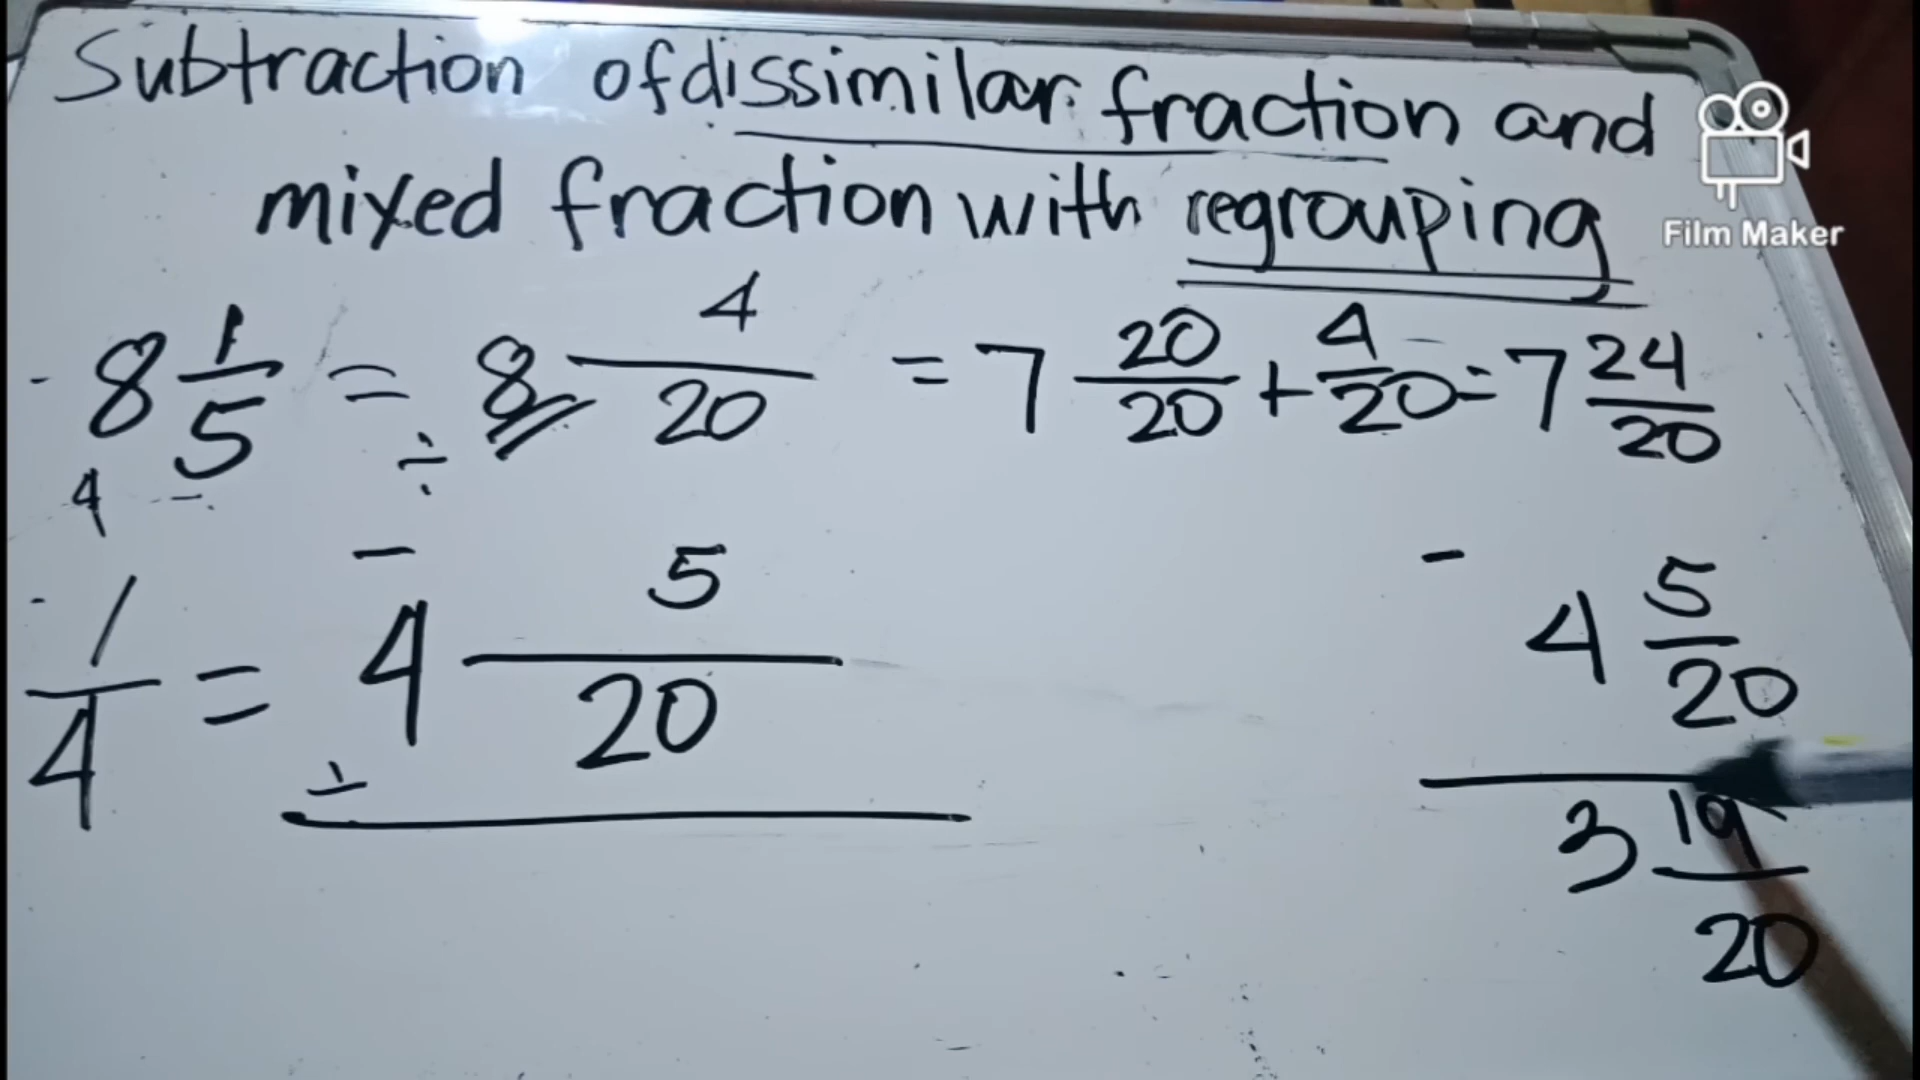 Subtraction of dissimilar fraction and
mixed fraction with regrouping
Film Maker
8 1/5 = 8 4/20 = 7 20/20 + 4/20 = 7 24/20
÷
4
- 1/4 = - 4 5/20 - 4 5/20
÷
3 19/20